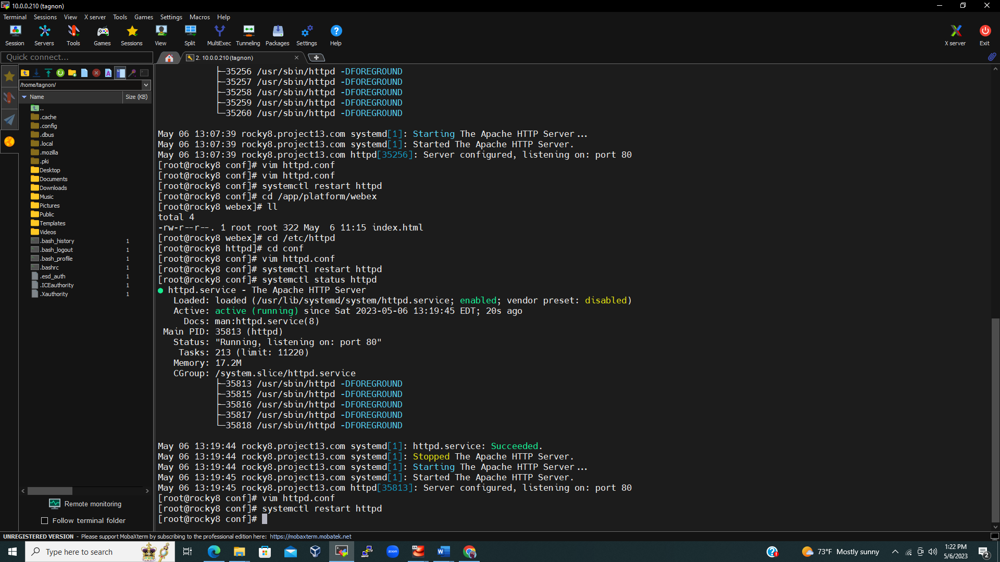 10.0.0.210 (tagnon)
Terminal Sessions View X server Tools Games Settings Macros Help
Session Servers Tools Games Sessions View Split MultiExec Tunneling Packages Settings Help X server Exit
Quick connect...
2. 10.0.0.210 (tagnon)
/home/tagnon/
Name Size (KB)
..
.cache
.config
.dbus
.local
.mozilla
.pki
Desktop
Documents
Downloads
Music
Pictures
Public
Templates
Videos
.bash_history 1
.bash_logout 1
.bash_profile 1
.bashrc 1
.esd_auth 1
.ICEauthority 1
.Xauthority 1
Remote monitoring
Follow terminal folder
├─35256 /usr/sbin/httpd -DFOREGROUND
├─35257 /usr/sbin/httpd -DFOREGROUND
├─35258 /usr/sbin/httpd -DFOREGROUND
├─35259 /usr/sbin/httpd -DFOREGROUND
└─35260 /usr/sbin/httpd -DFOREGROUND
May 06 13:07:39 rocky8.project13.com systemd[1]: Starting The Apache HTTP Server...
May 06 13:07:39 rocky8.project13.com systemd[1]: Started The Apache HTTP Server.
May 06 13:07:39 rocky8.project13.com httpd[35256]: Server configured, listening on: port 80
[root@rocky8 conf]# vim httpd.conf
[root@rocky8 conf]# vim httpd.conf
[root@rocky8 conf]# systemctl restart httpd
[root@rocky8 conf]# cd /app/platform/webex
[root@rocky8 webex]# ll
total 4
-rw-r--r--. 1 root root 322 May  6 11:15 index.html
[root@rocky8 webex]# cd /etc/httpd
[root@rocky8 httpd]# cd conf
[root@rocky8 conf]# vim httpd.conf
[root@rocky8 conf]# systemctl restart httpd
[root@rocky8 conf]# systemctl status httpd
● httpd.service - The Apache HTTP Server
Loaded: loaded (/usr/lib/systemd/system/httpd.service; enabled; vendor preset: disabled)
Active: active (running) since Sat 2023-05-06 13:19:45 EDT; 20s ago
Docs: man:httpd.service(8)
Main PID: 35813 (httpd)
Status: "Running, listening on: port 80"
Tasks: 213 (limit: 11220)
Memory: 17.2M
CGroup: /system.slice/httpd.service
├─35813 /usr/sbin/httpd -DFOREGROUND
├─35815 /usr/sbin/httpd -DFOREGROUND
├─35816 /usr/sbin/httpd -DFOREGROUND
├─35817 /usr/sbin/httpd -DFOREGROUND
└─35818 /usr/sbin/httpd -DFOREGROUND
May 06 13:19:44 rocky8.project13.com systemd[1]: httpd.service: Succeeded.
May 06 13:19:44 rocky8.project13.com systemd[1]: Stopped The Apache HTTP Server.
May 06 13:19:44 rocky8.project13.com systemd[1]: Starting The Apache HTTP Server...
May 06 13:19:45 rocky8.project13.com systemd[1]: Started The Apache HTTP Server.
May 06 13:19:45 rocky8.project13.com httpd[35813]: Server configured, listening on: port 80
[root@rocky8 conf]# vim httpd.conf
[root@rocky8 conf]# systemctl restart httpd
[root@rocky8 conf]#
UNREGISTERED VERSION - Please support MobaXterm by subscribing to the professional edition here: https://mobaxterm.mobatek.net
Type here to search
zoom
73°F Mostly sunny
1:22 PM
5/6/2023
2